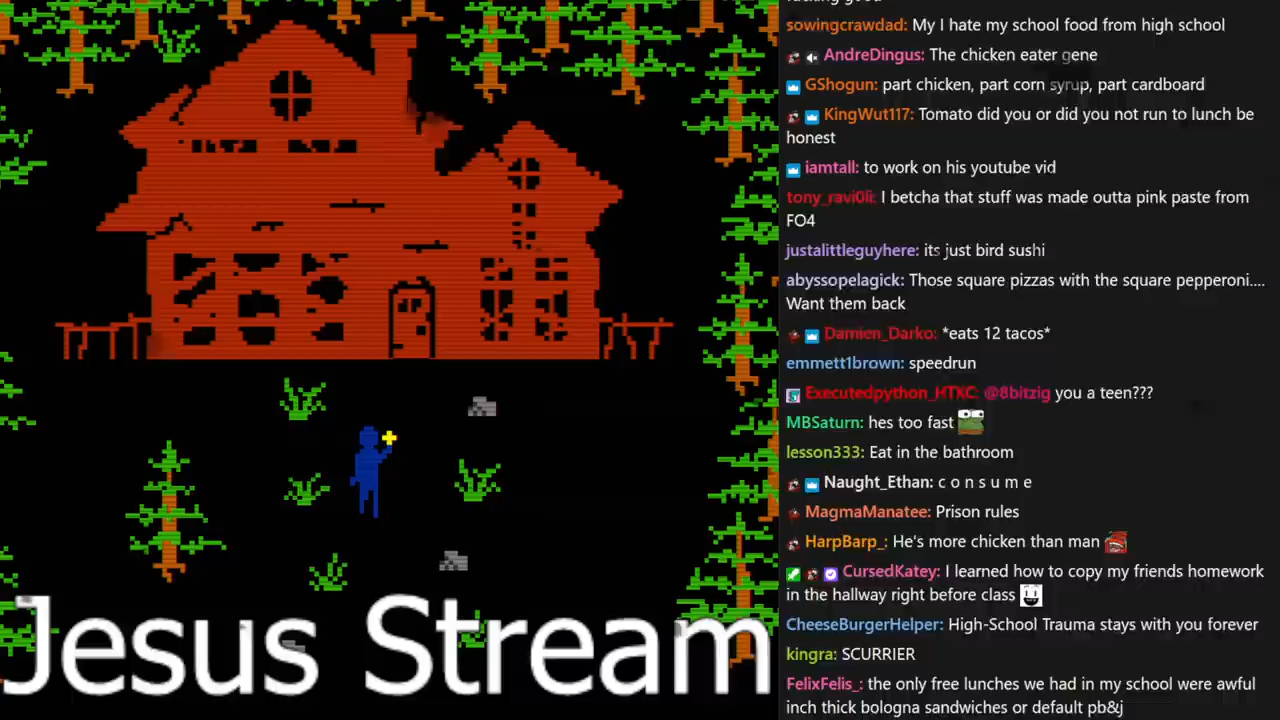 sowingcrawdad: My I hate my school food from high school
AndreDingus: The chicken eater gene
GShogun: part chicken, part corn syrup, part cardboard
KingWut117: Tomato did you or did you not run to lunch be
honest
iamtall: to work on his youtube vid
tony_ravi0li: I betcha that stuff was made outta pink paste from
FO4
justalittleguyhere: its just bird sushi
abyssopelagick: Those square pizzas with the square pepperoni....
Want them back
Damien_Darko: *eats 12 tacos*
emmett1brown: speedrun
Executedpython_HTXC: @8bitzig you a teen???
MBSaturn: hes too fast
lesson333: Eat in the bathroom
Naught_Ethan: c o n s u m e
MagmaManatee: Prison rules
HarpBarp_: He's more chicken than man
CursedKatey: I learned how to copy my friends homework
in the hallway right before class
CheeseBurgerHelper: High-School Trauma stays with you forever
kingra: SCURRIER
FelixFelis_: the only free lunches we had in my school were awful
inch thick bologna sandwiches or default pb&j
Jesus Stream